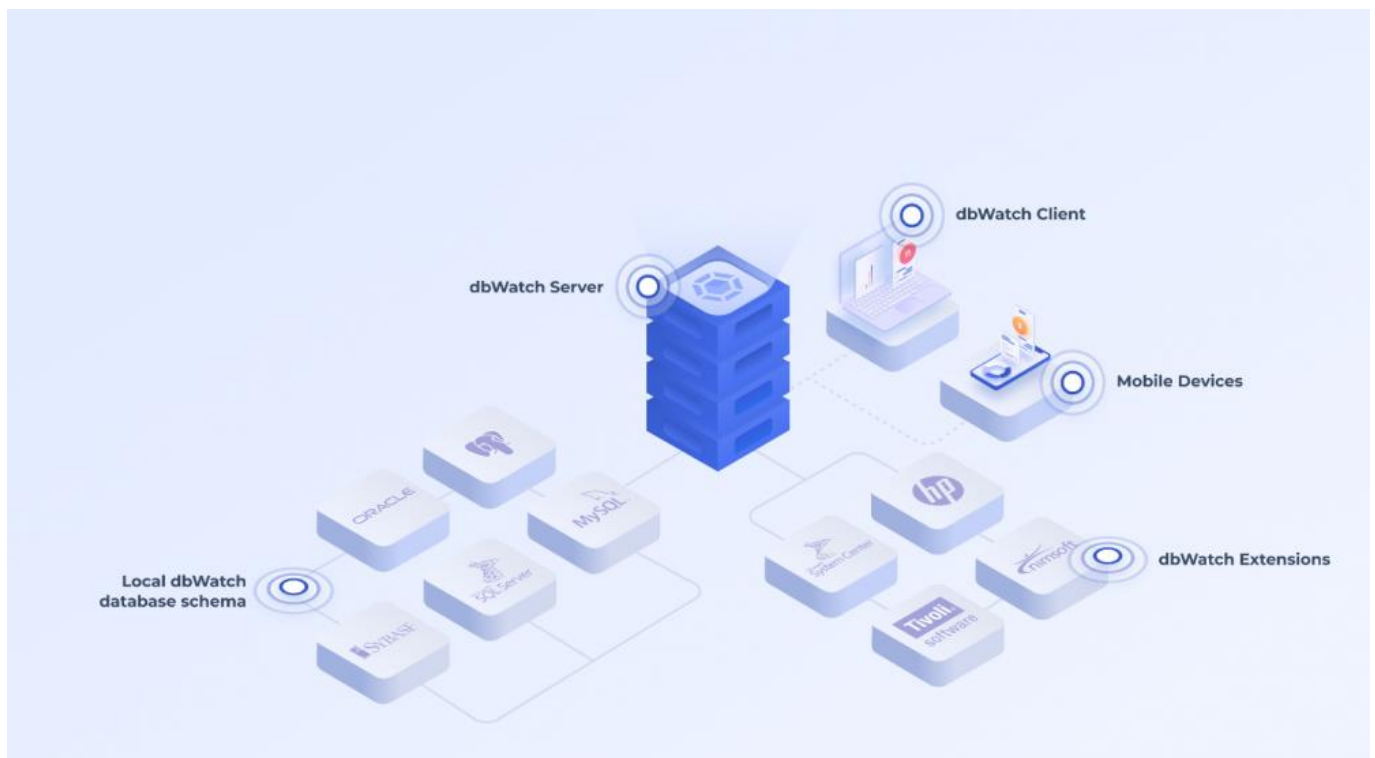 dbWatch Client
dbWatch Server
Mobile Devices
ORACLE
MySQL
hp
System Center
nimsoft
dbWatch Extensions
SQL Server
Local dbWatch
database schema
Tivoli
software
SYBASE